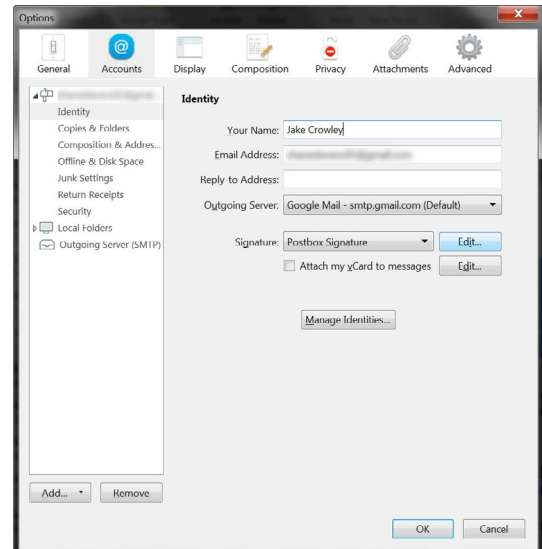 Options
General Accounts Display Composition Privacy Attachments Advanced
Identity
Copies & Folders
Composition & Addres...
Offline & Disk Space
Junk Settings
Return Receipts
Security
Local Folders
Outgoing Server (SMTP)
Add...
Remove
Identity
Your Name: Jake Crowley
Email Address:
Reply to Address:
Outgoing Server: Google Mail - smtp.gmail.com (Default)
Signature: Postbox Signature Edit...
Attach my vCard to messages Edit...
Manage Identities...
OK Cancel